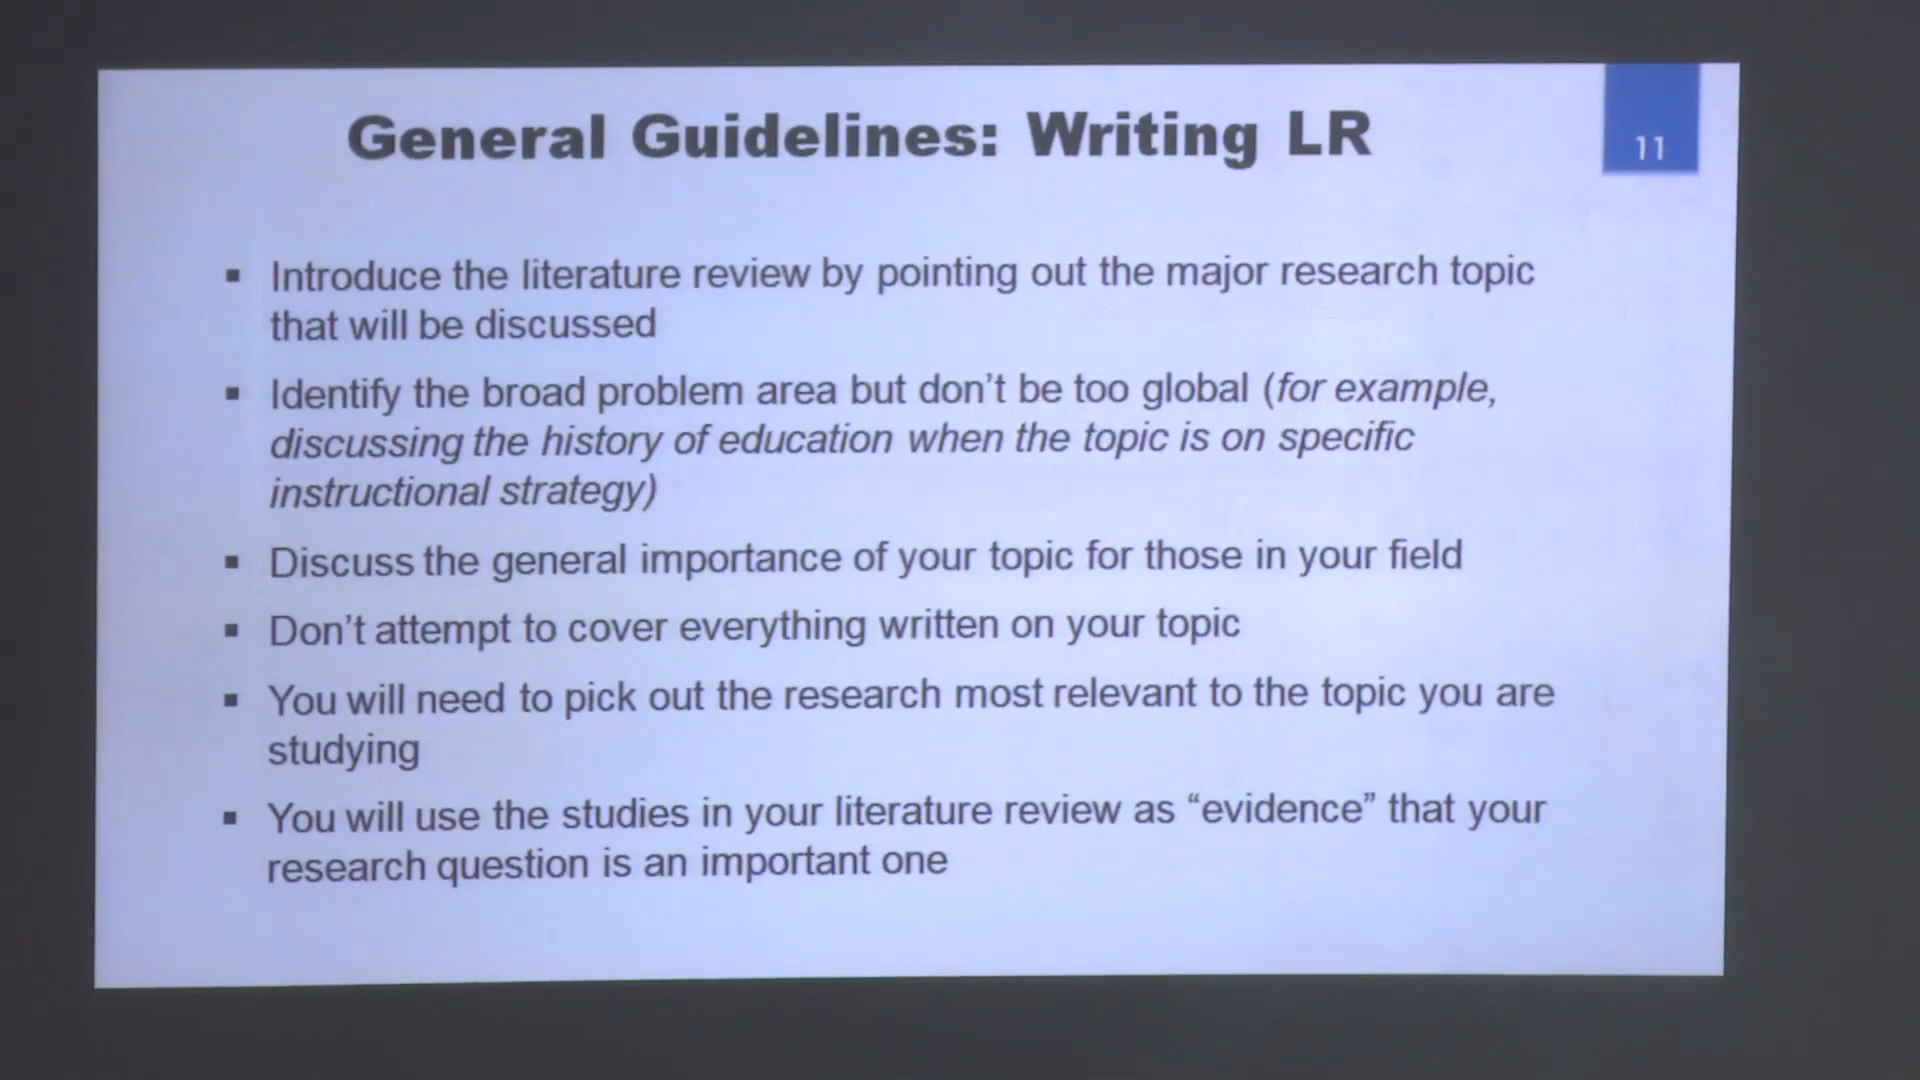 General Guidelines: Writing LR
11
▪ Introduce the literature review by pointing out the major research topic
that will be discussed
▪ Identify the broad problem area but don’t be too global (for example,
discussing the history of education when the topic is on specific
instructional strategy)
▪ Discuss the general importance of your topic for those in your field
▪ Don’t attempt to cover everything written on your topic
▪ You will need to pick out the research most relevant to the topic you are
studying
▪ You will use the studies in your literature review as “evidence” that your
research question is an important one